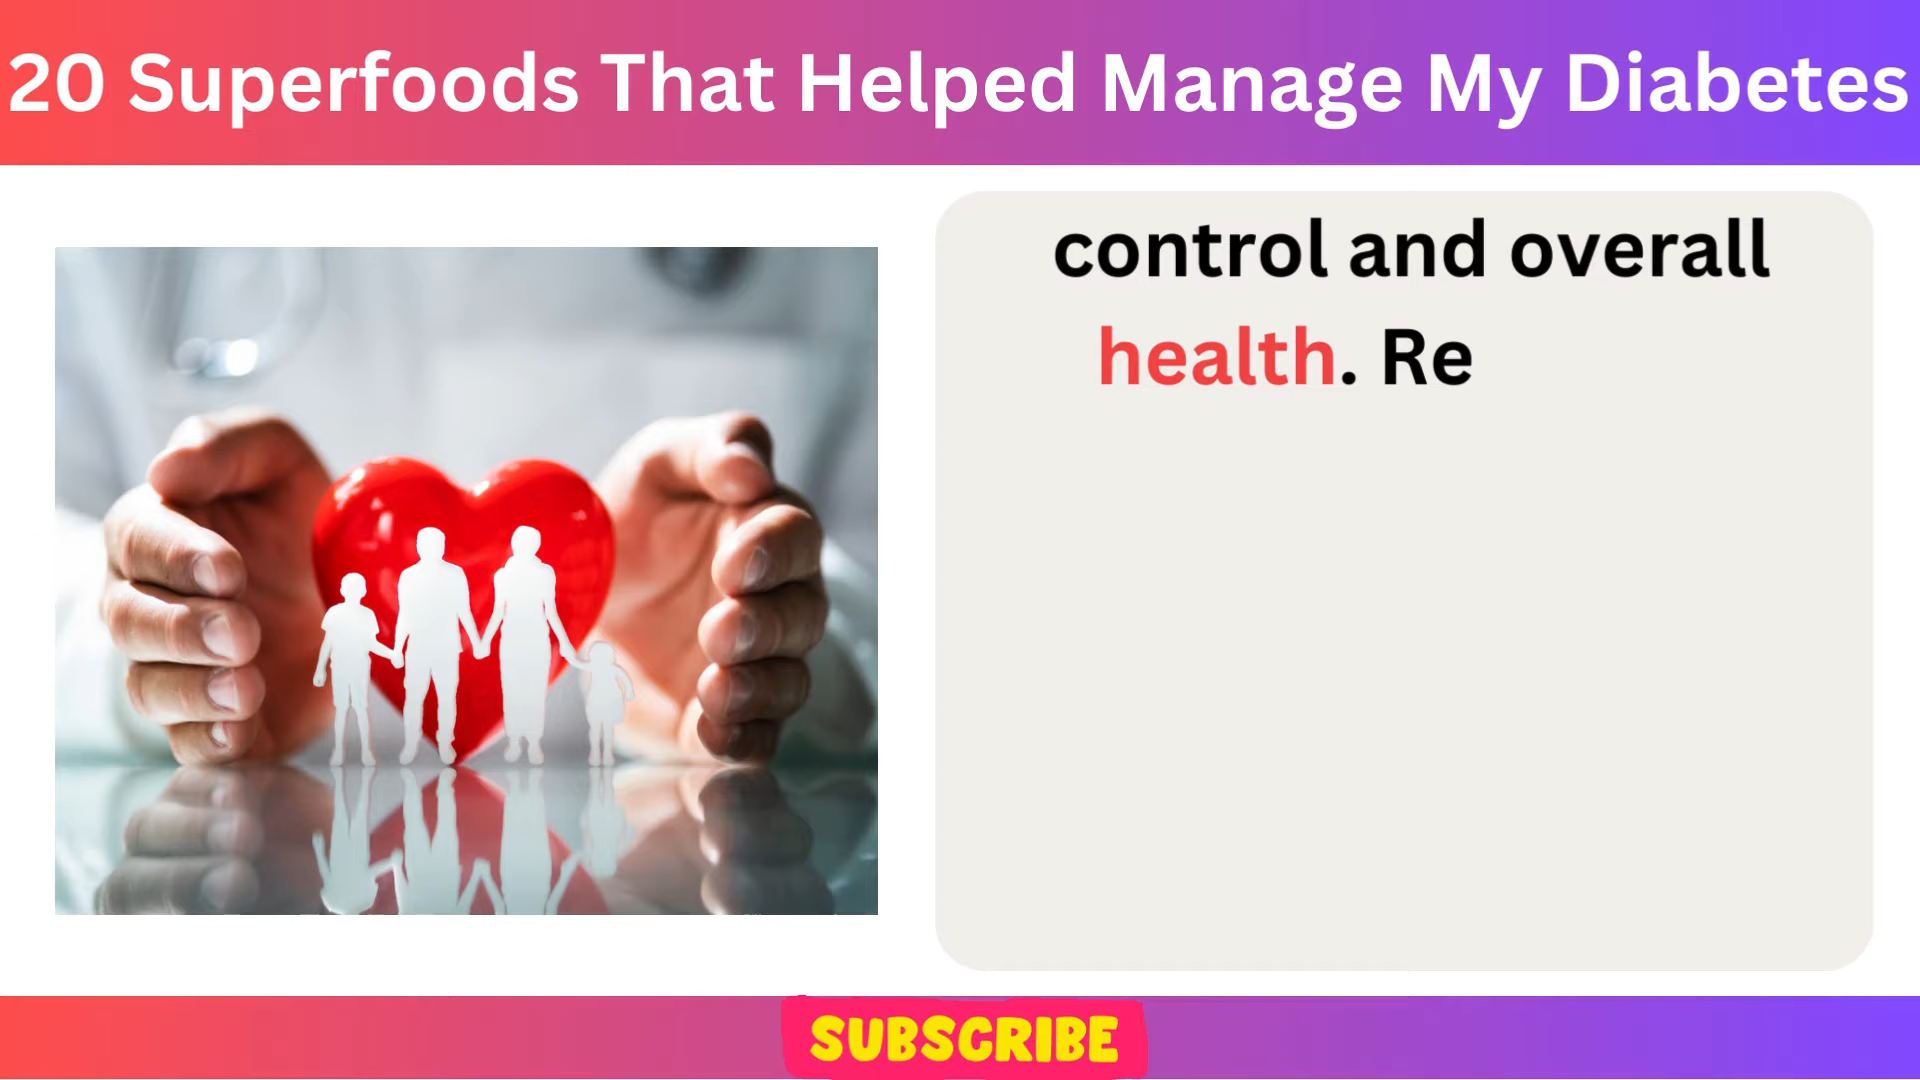 20 Superfoods That Helped Manage My Diabetes
control and overall
health. Re
SUBSCRIBE